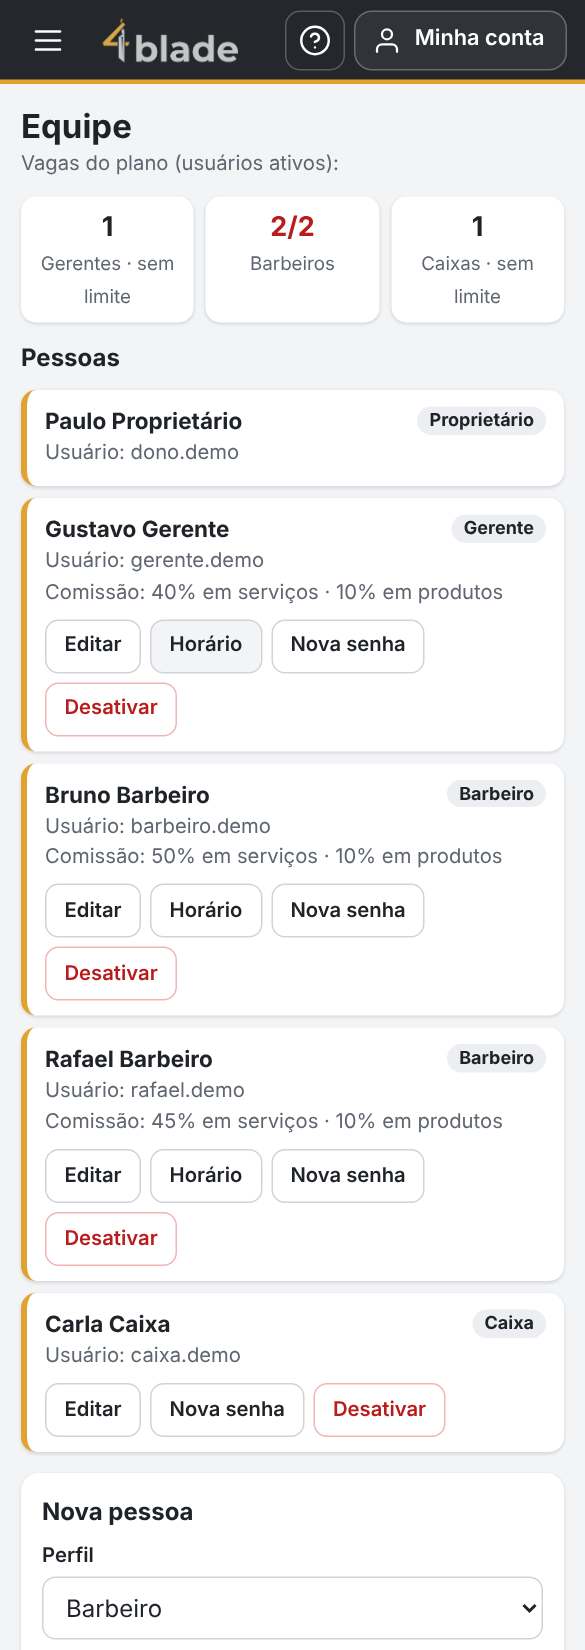 4blade
Minha conta
Equipe
Vagas do plano (usuários ativos):
1
Gerentes · sem
limite
2/2
Barbeiros
1
Caixas · sem
limite
Pessoas
Paulo Proprietário
Proprietário
Usuário: dono.demo
Gustavo Gerente
Gerente
Usuário: gerente.demo
Comissão: 40% em serviços · 10% em produtos
Editar
Horário
Nova senha
Desativar
Bruno Barbeiro
Barbeiro
Usuário: barbeiro.demo
Comissão: 50% em serviços · 10% em produtos
Editar
Horário
Nova senha
Desativar
Rafael Barbeiro
Barbeiro
Usuário: rafael.demo
Comissão: 45% em serviços · 10% em produtos
Editar
Horário
Nova senha
Desativar
Carla Caixa
Caixa
Usuário: caixa.demo
Editar
Nova senha
Desativar
Nova pessoa
Perfil
Barbeiro